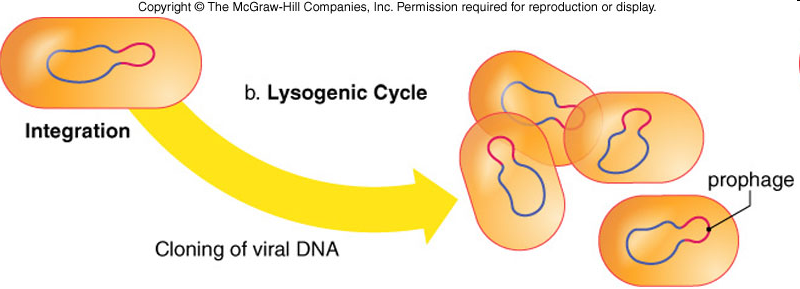 Copyright © The McGraw-Hill Companies, Inc. Permission required for reproduction or display.
b. Lysogenic Cycle
Integration
prophage
Cloning of viral DNA